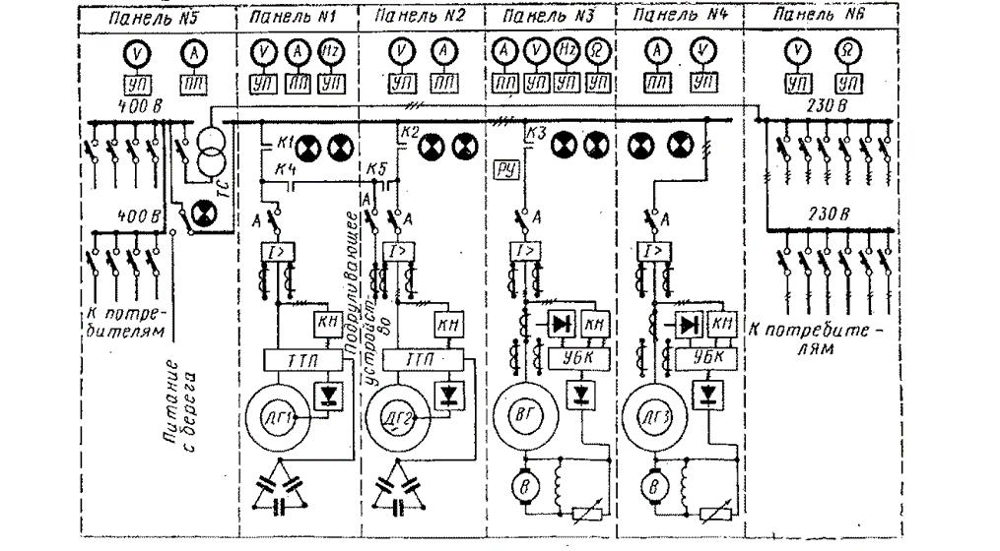 Панель N5 Панель N1 Панель N2 Панель N3 Панель N4 Панель N6
V A V A Hz V A A V Hz Ω A V V Ω
УП ПП УП ПП УП УП ПП ПП УП УП УП ПП УП УП УП
400 В 230 В
К1 К2 К3
К4 К5 РУ
ТС
400 В 230 В
А А А А А
I> I> I> I>
К потре-
бителям
Подруливающее
устройст-
во
КН КН КН КН
К потребите-
лям
ТТП ТТП УБК УБК
Питание
с берега
ДГ1 ДГ2 ВГ ДГ3
В В